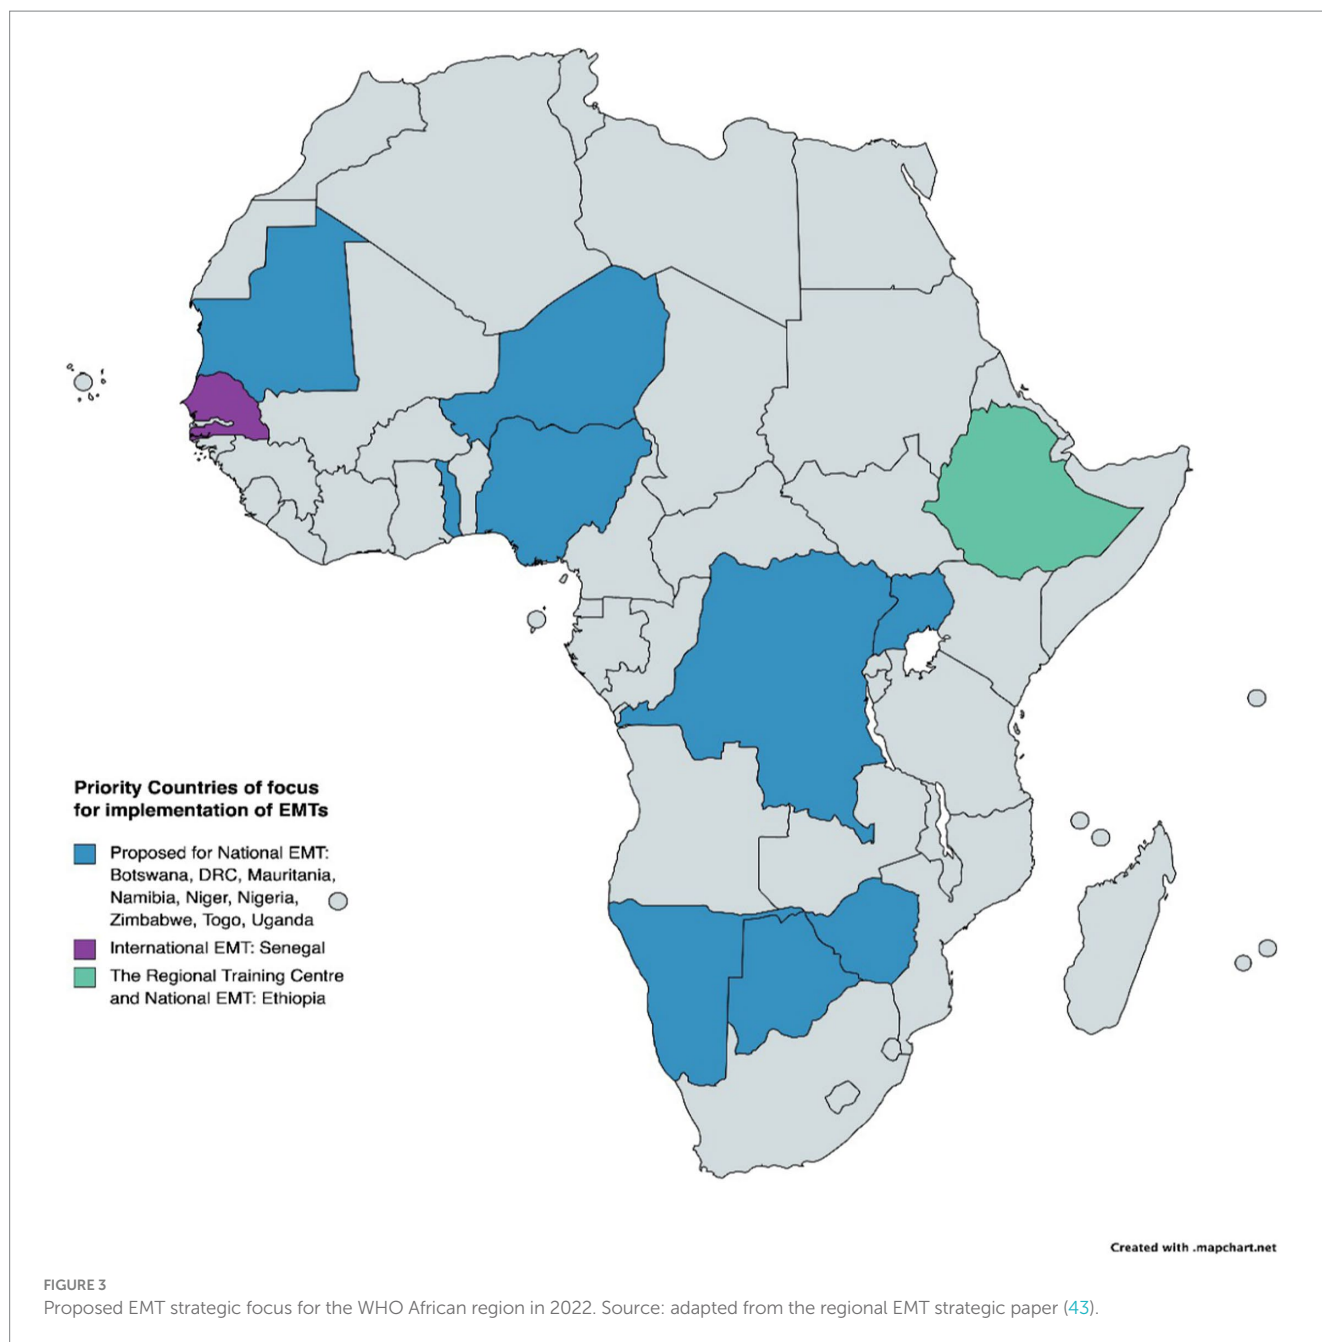 Priority Countries of focus
for implementation of EMTs
Proposed for National EMT:
Botswana, DRC, Mauritania,
Namibia, Niger, Nigeria,
Zimbabwe, Togo, Uganda
International EMT: Senegal
The Regional Training Centre
and National EMT: Ethiopia
Created with .mapchart.net
FIGURE 3
Proposed EMT strategic focus for the WHO African region in 2022. Source: adapted from the regional EMT strategic paper (43).